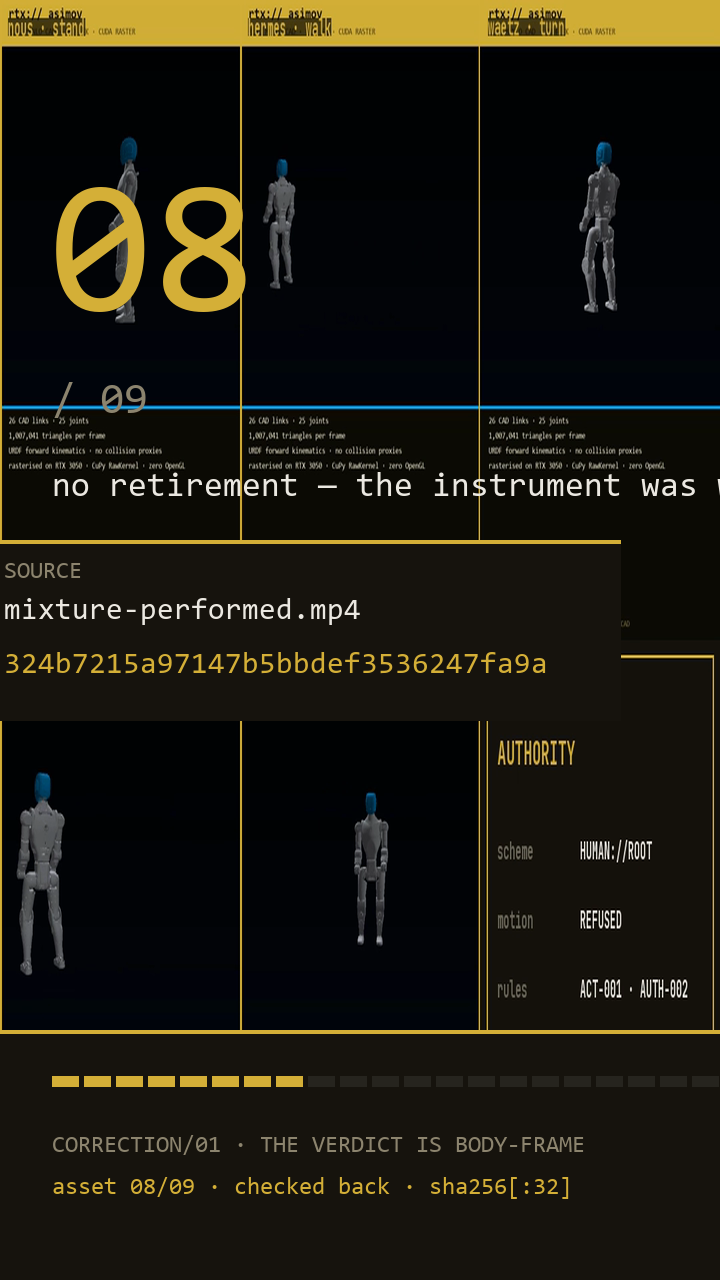 rtx:// asimov
rtx:// asimov
rtx:// asimov
nous · stand · CUDA RASTER
hermes · walk · CUDA RASTER
waetz · turn · CUDA RASTER
08
/ 09
26 CAD links · 25 joints
1,007,041 triangles per frame
URDF forward kinematics · no collision proxies
rasterised on RTX 3050 · CuPy RawKernel · zero OpenGL
26 CAD links · 25 joints
1,007,041 triangles per frame
URDF forward kinematics · no collision proxies
rasterised on RTX 3050 · CuPy RawKernel · zero OpenGL
26 CAD links · 25 joints
1,007,041 triangles per frame
URDF forward kinematics · no collision proxies
rasterised on RTX 3050 · CuPy RawKernel · zero OpenGL
no retirement — the instrument was
SOURCE
mixture-performed.mp4
324b7215a97147b5bbdef3536247fa9a
AUTHORITY
scheme HUMAN://ROOT
motion REFUSED
rules ACT-001 · AUTH-002
CORRECTION/01 · THE VERDICT IS BODY-FRAME
asset 08/09 · checked back · sha256[:32]